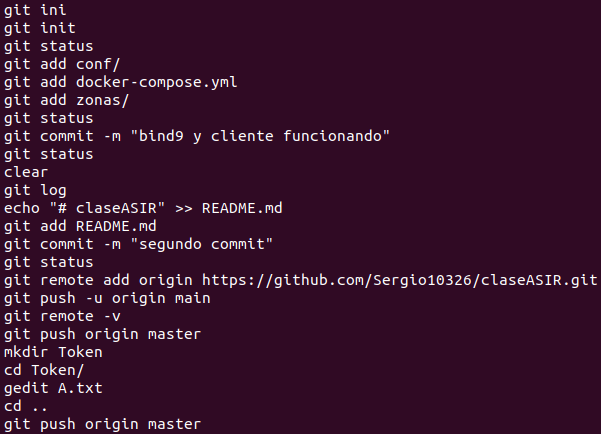 git ini
git init
git status
git add conf/
git add docker-compose.yml
git add zonas/
git status
git commit -m "bind9 y cliente funcionando"
git status
clear
git log
echo "# claseASIR" >> README.md
git add README.md
git commit -m "segundo commit"
git status
git remote add origin https://github.com/Sergio10326/claseASIR.git
git push -u origin main
git remote -v
git push origin master
mkdir Token
cd Token/
gedit A.txt
cd ..
git push origin master